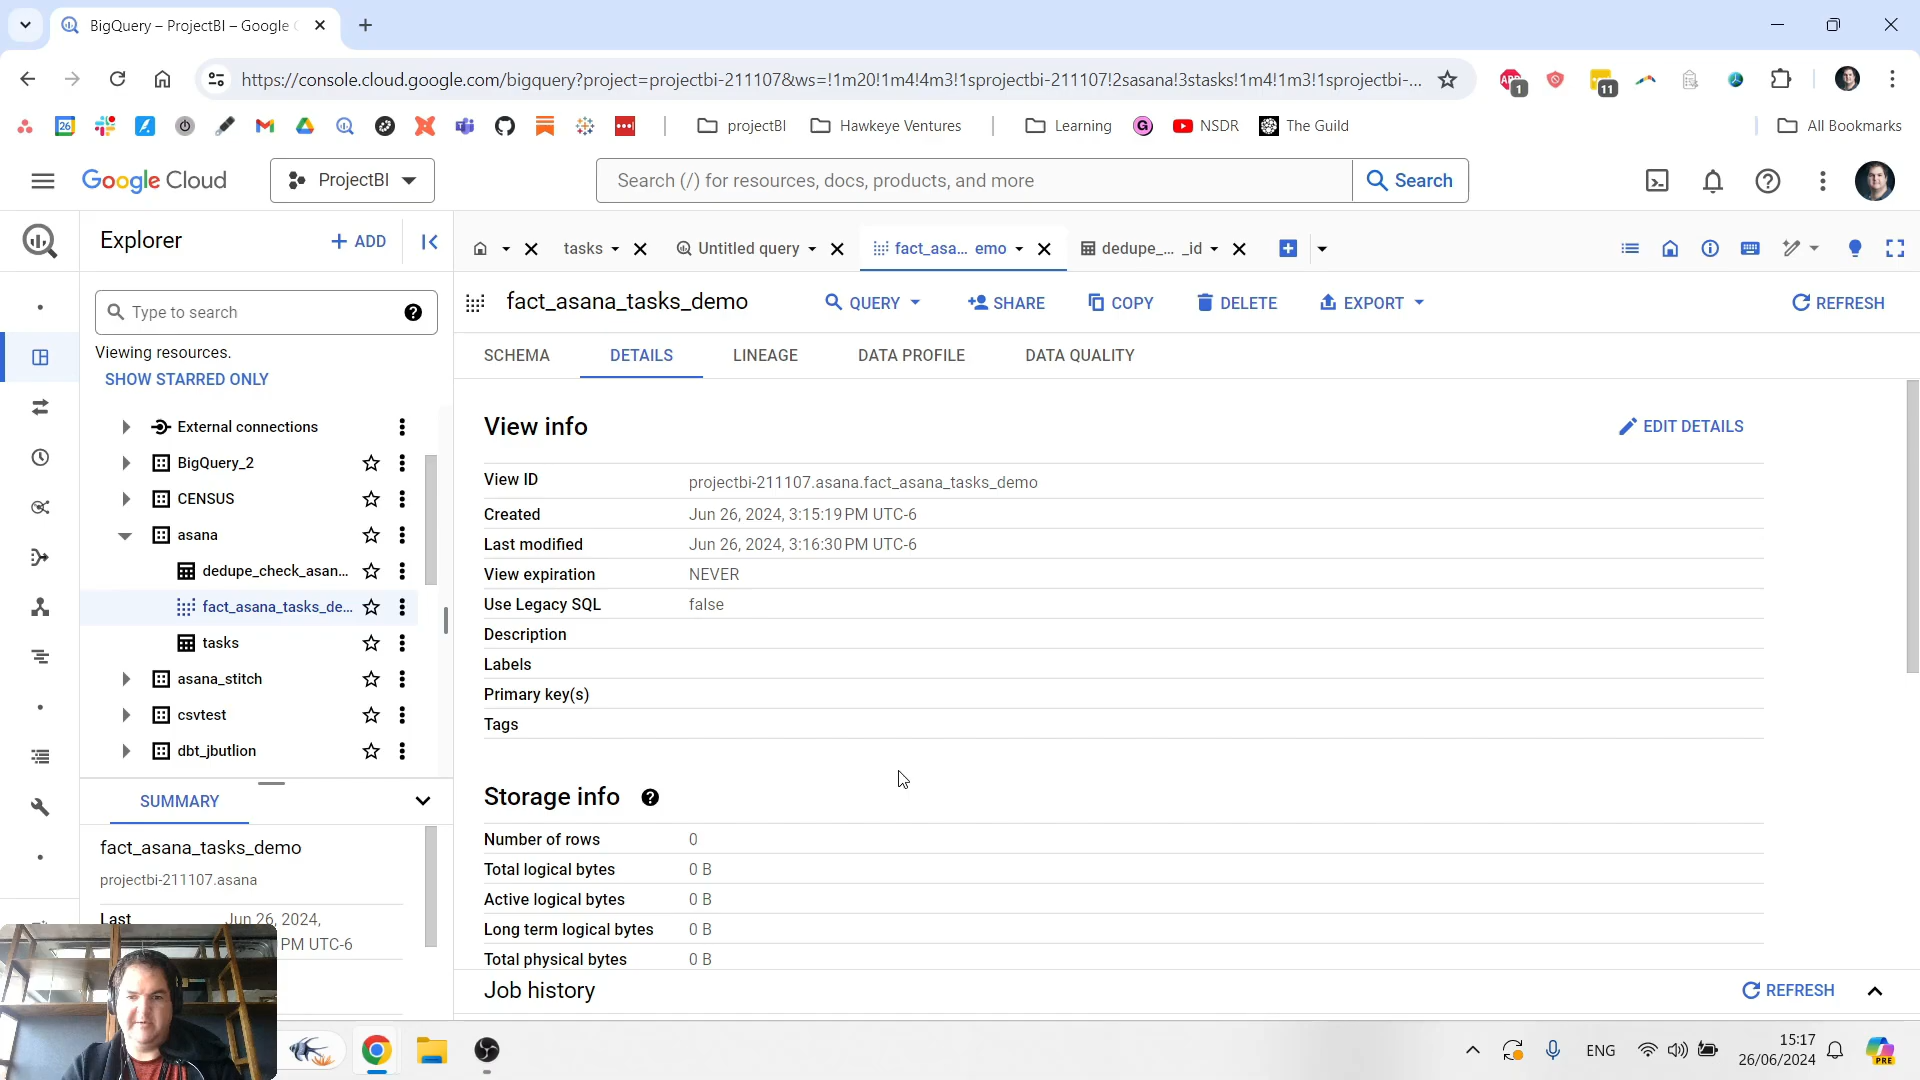 BigQuery – ProjectBI – Google
https://console.cloud.google.com/bigquery?project=projectbi-211107&ws=!1m20!1m4!4m3!1sprojectbi-211107!2sasana!3stasks!1m4!1m3!1sprojectbi-...
1
11
26
projectBI
Hawkeye Ventures
Learning
G
NSDR
The Guild
All Bookmarks
Google Cloud
ProjectBI
Search (/) for resources, docs, products, and more
Search
Explorer
+ ADD
tasks
Untitled query
fact_asa... emo
dedupe_... _id
Type to search
Viewing resources.
SHOW STARRED ONLY
External connections
BigQuery_2
CENSUS
asana
dedupe_check_asan...
fact_asana_tasks_de...
tasks
asana_stitch
csvtest
dbt_jbutlion
SUMMARY
fact_asana_tasks_demo
projectbi-211107.asana
Last
Jun 26, 2024,
PM UTC-6
fact_asana_tasks_demo
QUERY
SHARE
COPY
DELETE
EXPORT
REFRESH
SCHEMA
DETAILS
LINEAGE
DATA PROFILE
DATA QUALITY
View info
EDIT DETAILS
View ID projectbi-211107.asana.fact_asana_tasks_demo
Created Jun 26, 2024, 3:15:19 PM UTC-6
Last modified Jun 26, 2024, 3:16:30 PM UTC-6
View expiration NEVER
Use Legacy SQL false
Description
Labels
Primary key(s)
Tags
Storage info
Number of rows 0
Total logical bytes 0 B
Active logical bytes 0 B
Long term logical bytes 0 B
Total physical bytes 0 B
Job history
REFRESH
ENG
15:17
26/06/2024
PRE